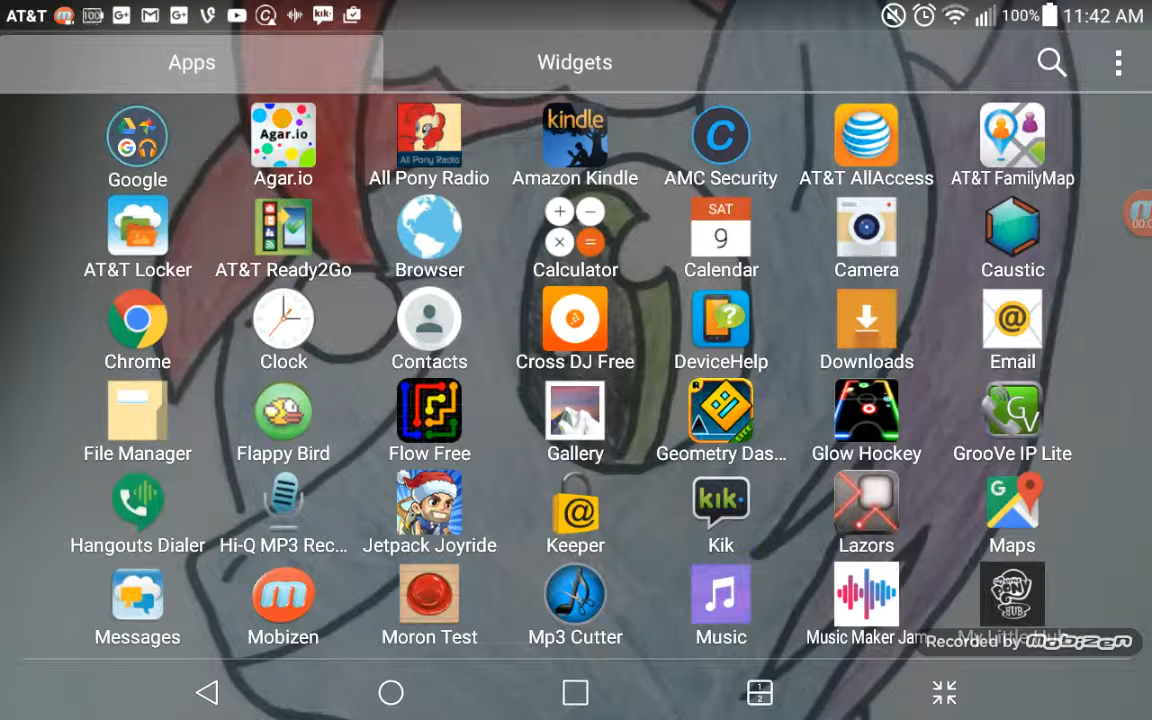 AT&T 100% 11:42 AM
Apps Widgets
Google Agar.io All Pony Radio Amazon Kindle AMC Security AT&T AllAccess AT&T FamilyMap
AT&T Locker AT&T Ready2Go Browser Calculator Calendar Camera Caustic
Chrome Clock Contacts Cross DJ Free DeviceHelp Downloads Email
File Manager Flappy Bird Flow Free Gallery Geometry Das... Glow Hockey GrooVe IP Lite
Hangouts Dialer Hi-Q MP3 Rec... Jetpack Joyride Keeper Kik Lazors Maps
Messages Mobizen Moron Test Mp3 Cutter Music Music Maker Jam
Recorded by mobizen